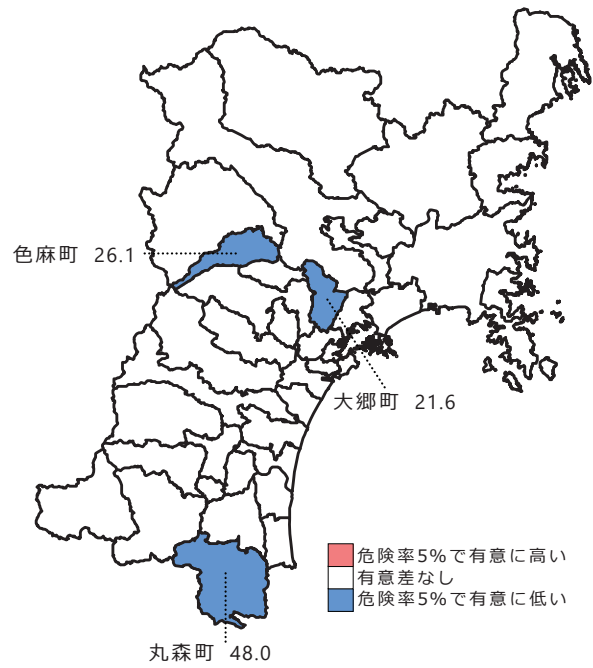 色麻町 26.1
大郷町 21.6
危険率5%で有意に高い
有意差なし
危険率5%で有意に低い
丸森町 48.0